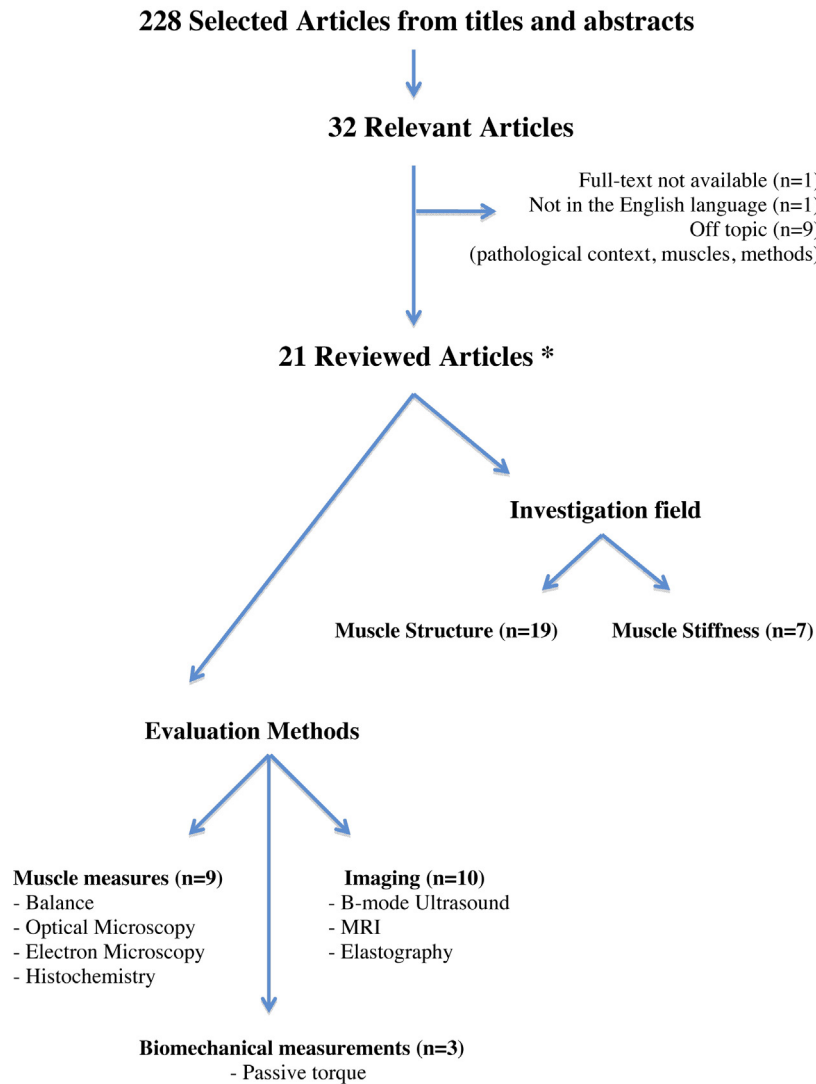 228 Selected Articles from titles and abstracts
32 Relevant Articles
Full-text not available (n=1)
Not in the English language (n=1)
Off topic (n=9)
(pathological context, muscles, methods)
21 Reviewed Articles *
Investigation field
Muscle Structure (n=19)
Muscle Stiffness (n=7)
Evaluation Methods
Muscle measures (n=9)
- Balance
- Optical Microscopy
- Electron Microscopy
- Histochemistry
Imaging (n=10)
- B-mode Ultrasound
- MRI
- Elastography
Biomechanical measurements (n=3)
- Passive torque